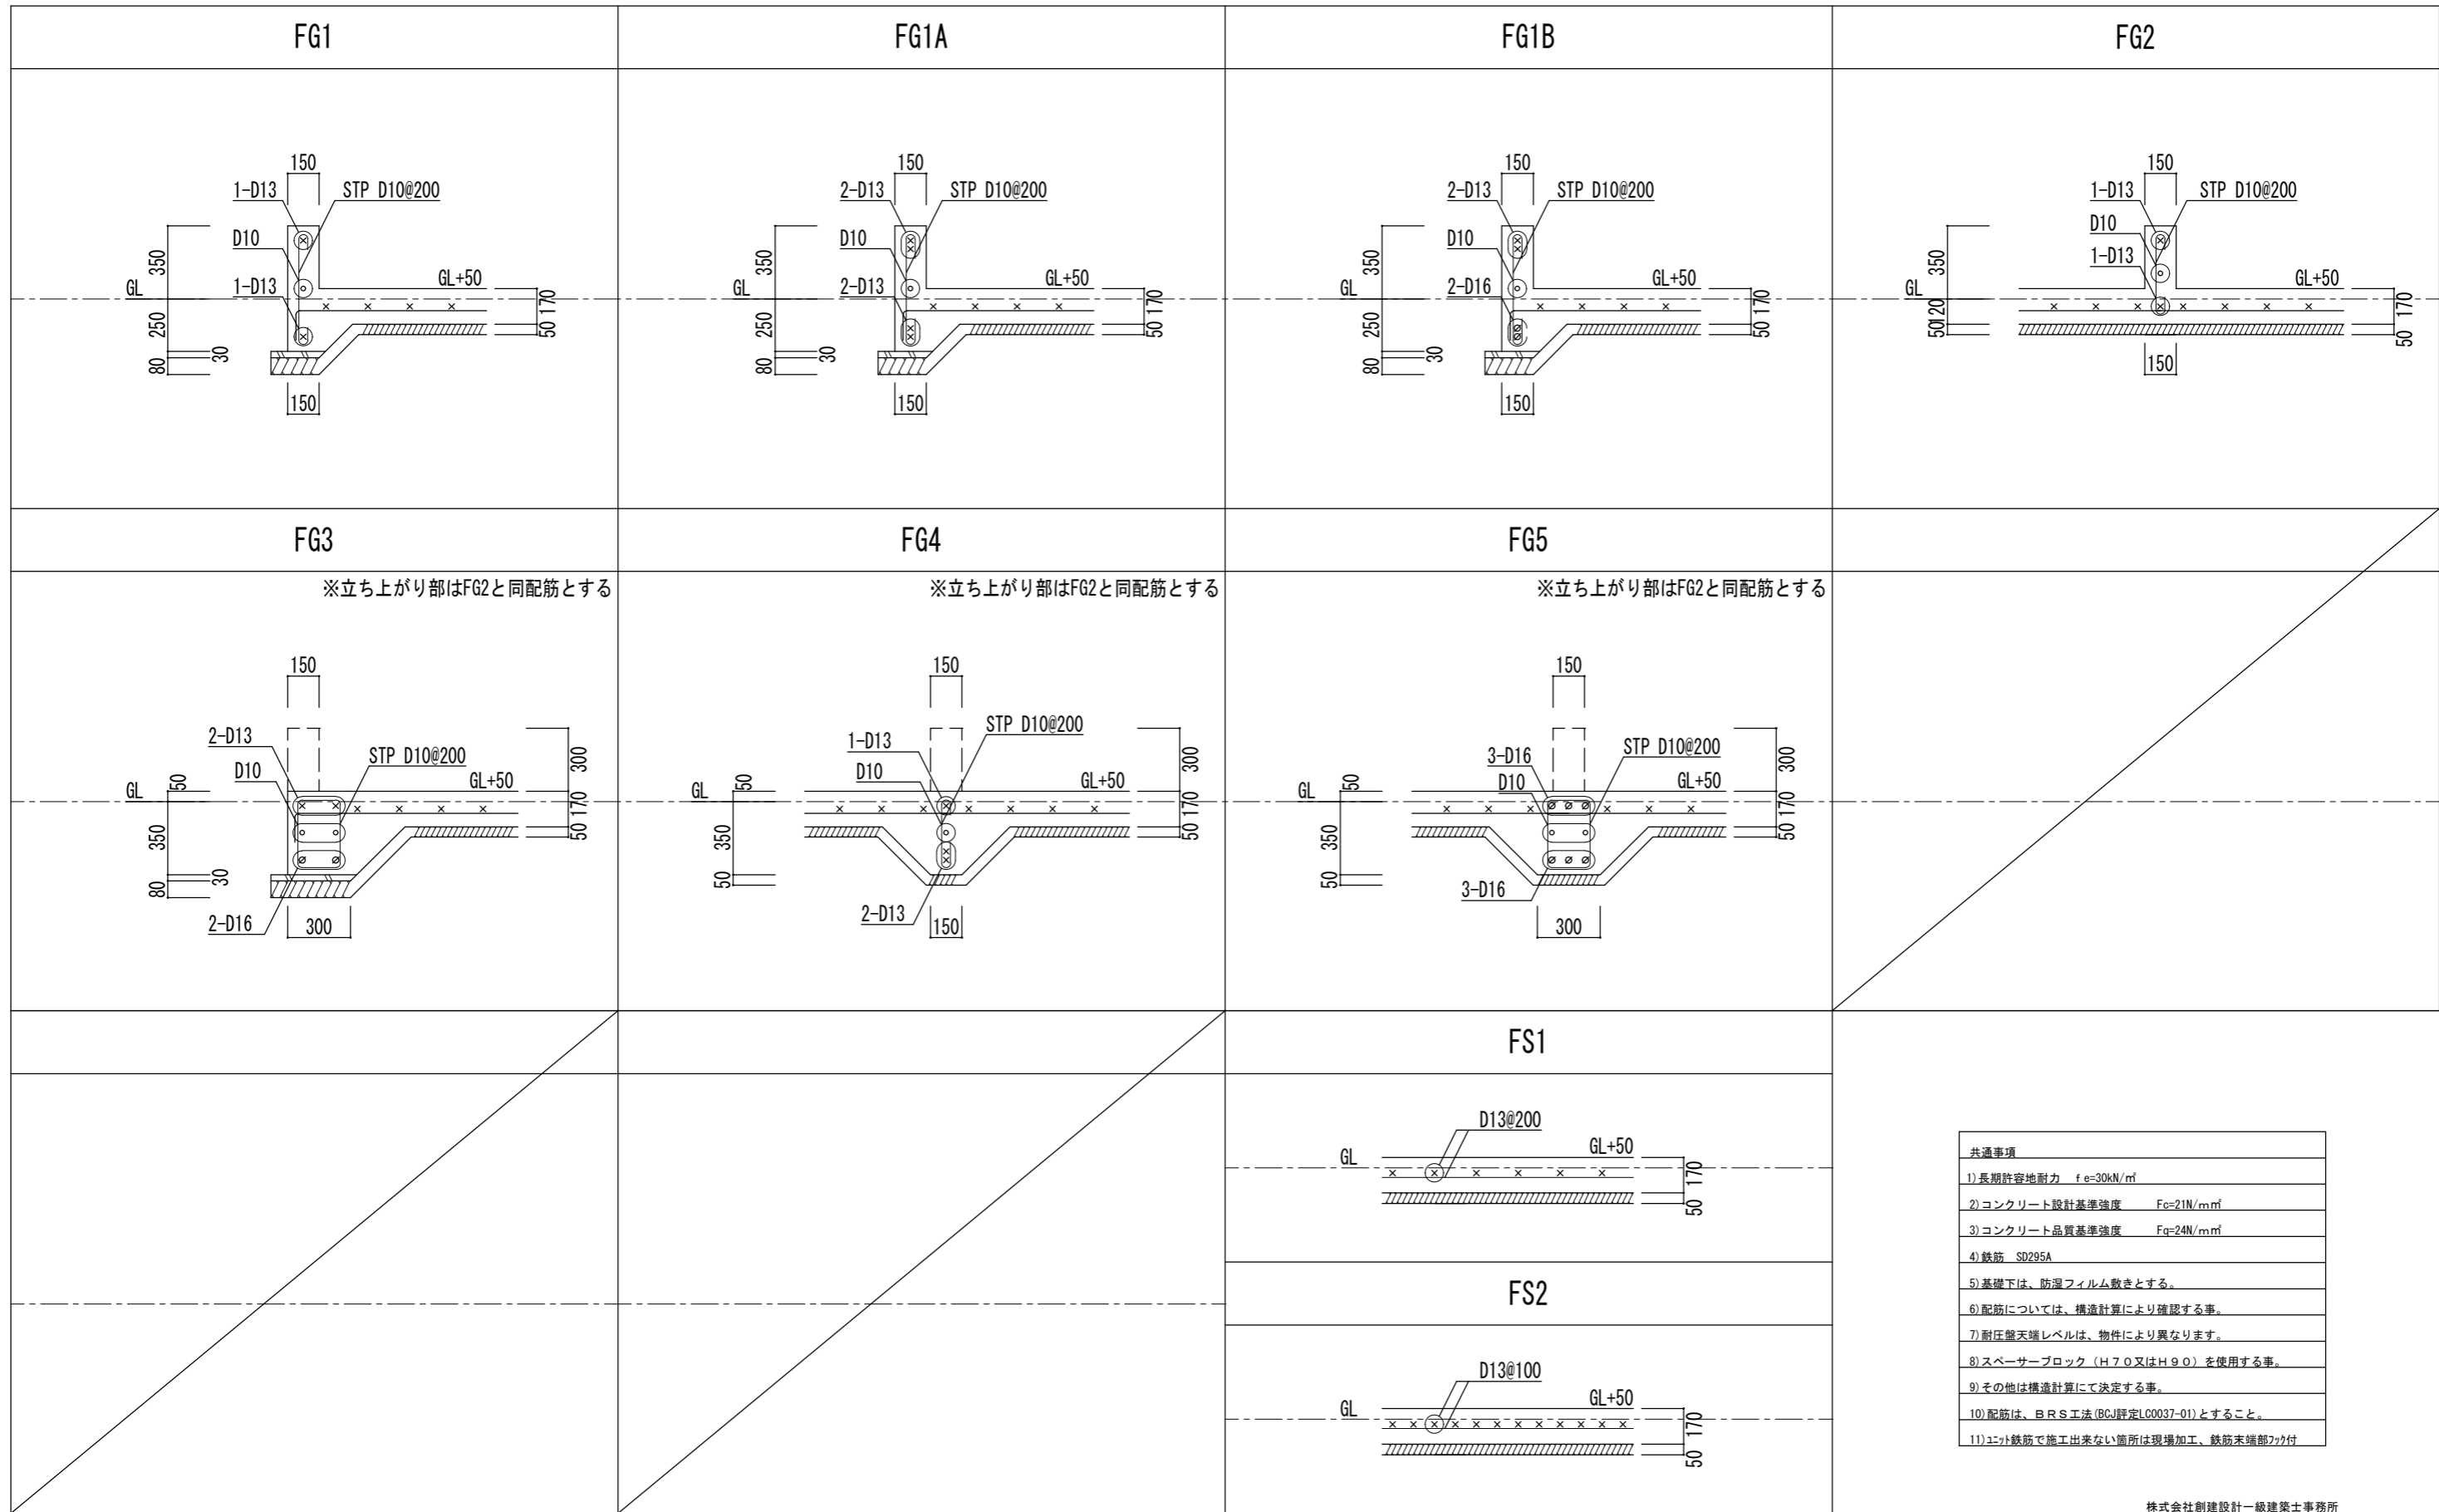 FG1
FG1A
FG1B
FG2
150
1-D13
STP D10@200
D10
350
GL
1-D13
GL+50
250
170
50
80
30
150
150
2-D13
STP D10@200
D10
350
GL
2-D13
GL+50
250
170
50
80
30
150
150
2-D13
STP D10@200
D10
350
GL
2-D16
GL+50
250
170
50
80
30
150
150
1-D13
STP D10@200
D10
350
1-D13
GL
GL+50
120
50
170
50
150
FG3
FG4
FG5
※立ち上がり部はFG2と同配筋とする
150
2-D13
STP D10@200
D10
50
GL
GL+50
300
350
170
50
80
30
2-D16
300
※立ち上がり部はFG2と同配筋とする
150
STP D10@200
1-D13
D10
50
GL
GL+50
300
350
170
50
50
2-D13
150
※立ち上がり部はFG2と同配筋とする
150
3-D16
STP D10@200
D10
50
GL
GL+50
300
350
170
50
50
3-D16
300
FS1
D13@200
GL
GL+50
170
50
FS2
D13@100
GL
GL+50
170
50
共通事項
1)長期許容地耐力 fe=30kN/㎡
2)コンクリート設計基準強度 Fc=21N/m㎡
3)コンクリート品質基準強度 Fq=24N/m㎡
4)鉄筋 SD295A
5)基礎下は、防湿フィルム敷きとする。
6)配筋については、構造計算により確認する事。
7)耐圧盤天端レベルは、物件により異なります。
8)スペーサーブロック（Ｈ７０又はＨ９０）を使用する事。
9)その他は構造計算にて決定する事。
10)配筋は、ＢＲＳ工法(BCJ評定LC0037-01)とすること。
11)ﾕﾆｯﾄ鉄筋で施工出来ない箇所は現場加工、鉄筋末端部ﾌｯｸ付
株式会社創建設計一級建築士事務所